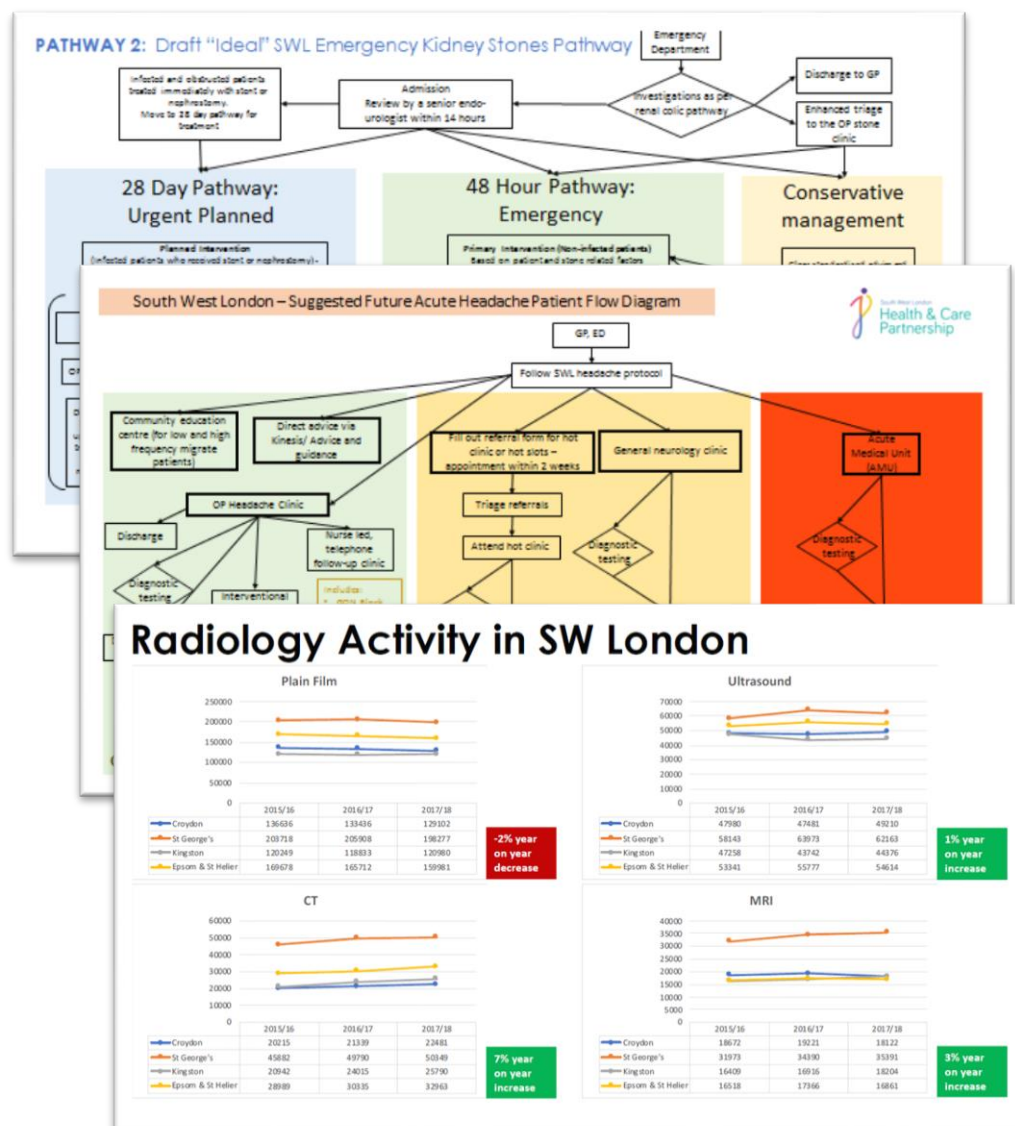 PATHWAY 2: Draft “Ideal” SWL Emergency Kidney Stones Pathway
Emergency
Department
Infected and obstructed patients
treated immediately with stent or
nephrostomy.
Move to 28 day pathway for
treatment
Admission
Review by a senior endo-
urologist within 14 hours
Investigations as per
renal colic pathway
Discharge to GP
Enhanced triage
to the OP stone
clinic
28 Day Pathway:
Urgent Planned
Planned Intervention
(Infected patients who received stent or nephrostomy) -
48 Hour Pathway:
Emergency
Primary Intervention (Non-infected patients)
Based on patient and stone related factors
Conservative
management
South West London – Suggested Future Acute Headache Patient Flow Diagram
South West London
Health & Care
Partnership
GP, ED
Follow SWL headache protocol
Community education
centre (for low and high
frequency migrate
patients)
Direct advice via
Kinesis/ Advice and
guidance
Fill out referral form for hot
clinic or hot slots –
appointment within 2 weeks
General neurology clinic
Acute
Medical Unit
(AMU)
OP Headache Clinic
Triage referrals
Discharge
Nurse led,
telephone
follow-up clinic
Attend hot clinic
Diagnostic
testing
Diagnostic
testing
Diagnostic
testing
Interventional
Includes:
Radiology Activity in SW London
Plain Film
250000
200000
150000
100000
50000
0
2015/16 2016/17 2017/18
Croydon 136636 133436 129102
St George's 203718 205908 198277
Kingston 120249 118833 120980
Epsom & St Helier 169678 165712 159981
-2% year
on year
decrease
Ultrasound
70000
60000
50000
40000
30000
20000
10000
0
2015/16 2016/17 2017/18
Croydon 47980 47481 49210
St George's 58143 63973 62163
Kingston 47258 43742 44376
Epsom & St Helier 53341 55777 54614
1% year
on year
increase
CT
60000
50000
40000
30000
20000
10000
0
2015/16 2016/17 2017/18
Croydon 20215 21339 22481
St George's 45882 49790 50349
Kingston 20942 24015 25790
Epsom & St Helier 28989 30335 32963
7% year
on year
increase
MRI
40000
35000
30000
25000
20000
15000
10000
5000
0
2015/16 2016/17 2017/18
Croydon 18672 19221 18122
St George's 31973 34390 35391
Kingston 16409 16916 18204
Epsom & St Helier 16518 17366 16861
3% year
on year
increase